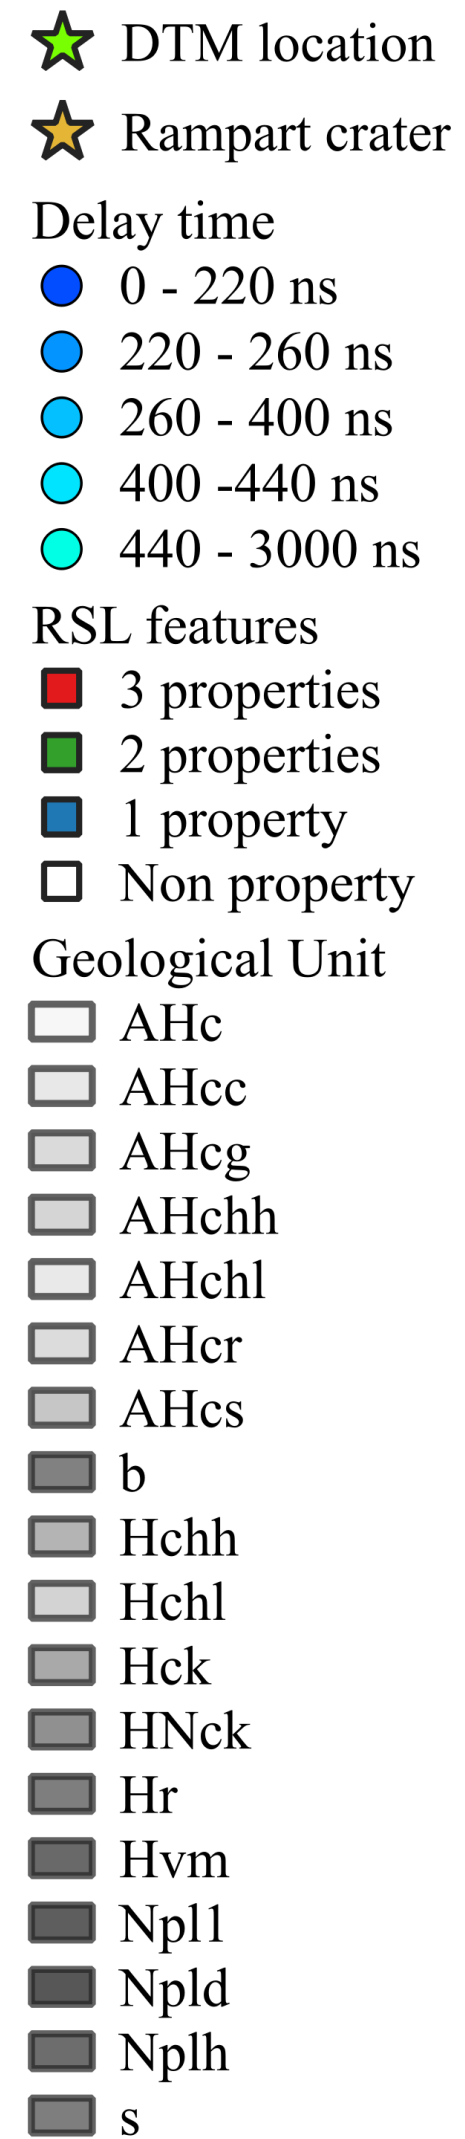 DTM location
Rampart crater
Delay time
0 - 220 ns
220 - 260 ns
260 - 400 ns
400 -440 ns
440 - 3000 ns
RSL features
3 properties
2 properties
1 property
Non property
Geological Unit
AHc
AHcc
AHcg
AHchh
AHchl
AHcr
AHcs
b
Hchh
Hchl
Hck
HNck
Hr
Hvm
Npl1
Npld
Nplh
s